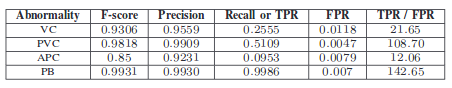 Abnormality F-score Precision Recall or TPR FPR TPR / FPR
VC 0.9306 0.9559 0.2555 0.0118 21.65
PVC 0.9818 0.9909 0.5109 0.0047 108.70
APC 0.85 0.9231 0.0953 0.0079 12.06
PB 0.9931 0.9930 0.9986 0.007 142.65